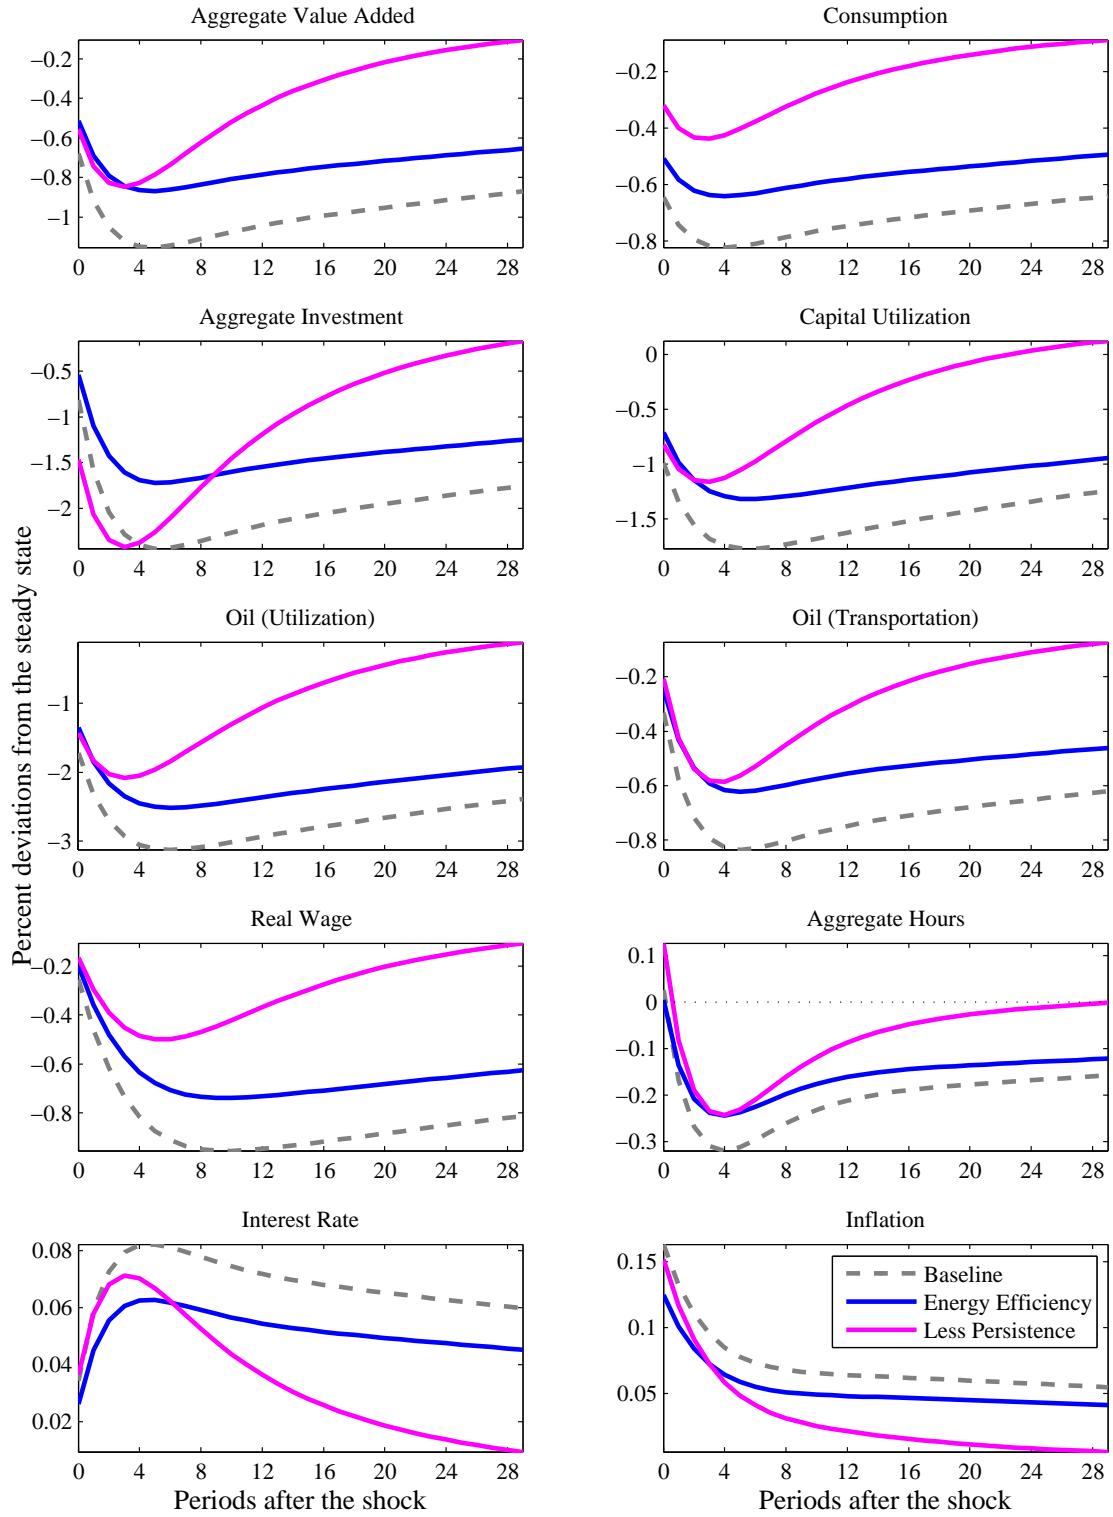 Aggregate Value Added
−0.2
−0.4
−0.6
−0.8
−1
0 4 8 12 16 20 24 28
Consumption
−0.2
−0.4
−0.6
−0.8
0 4 8 12 16 20 24 28
Aggregate Investment
−0.5
−1
−1.5
−2
0 4 8 12 16 20 24 28
Capital Utilization
0
−0.5
−1
−1.5
0 4 8 12 16 20 24 28
Percent deviations from the steady state
Oil (Utilization)
−1
−2
−3
0 4 8 12 16 20 24 28
Oil (Transportation)
−0.2
−0.4
−0.6
−0.8
0 4 8 12 16 20 24 28
Real Wage
−0.2
−0.4
−0.6
−0.8
0 4 8 12 16 20 24 28
Aggregate Hours
0.1
0
−0.1
−0.2
−0.3
0 4 8 12 16 20 24 28
Interest Rate
0.08
0.06
0.04
0.02
0 4 8 12 16 20 24 28
Periods after the shock
Inflation
0.15
0.1
0.05
Baseline
Energy Efficiency
Less Persistence
0 4 8 12 16 20 24 28
Periods after the shock